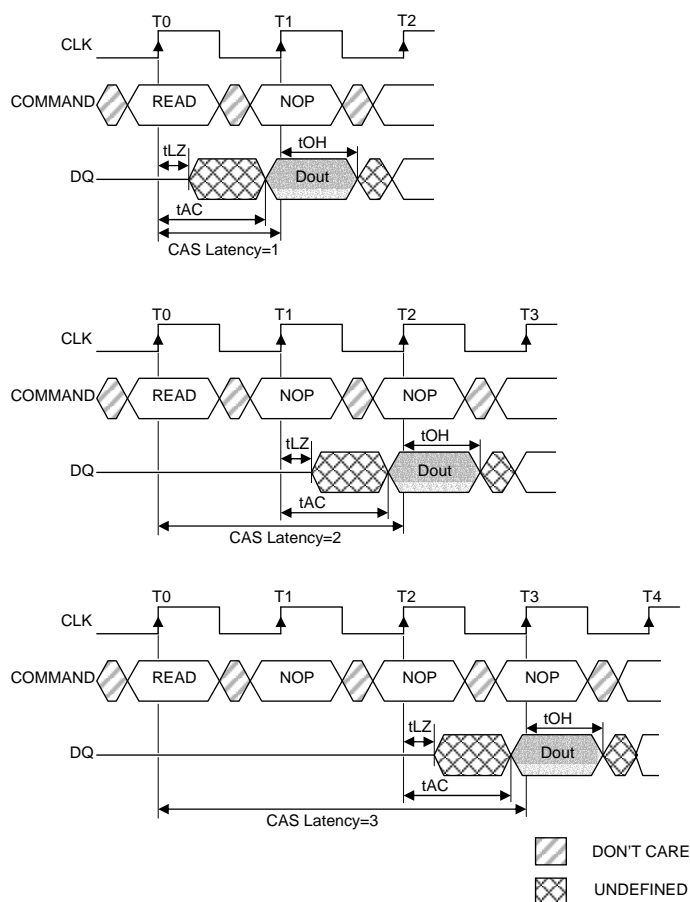 T0 T1 T2
CLK
COMMAND READ NOP
tLZ tOH
DQ Dout
tAC
CAS Latency=1
T0 T1 T2 T3
CLK
COMMAND READ NOP NOP
tLZ tOH
DQ Dout
tAC
CAS Latency=2
T0 T1 T2 T3 T4
CLK
COMMAND READ NOP NOP NOP
tLZ tOH
DQ Dout
tAC
CAS Latency=3
DON'T CARE
UNDEFINED